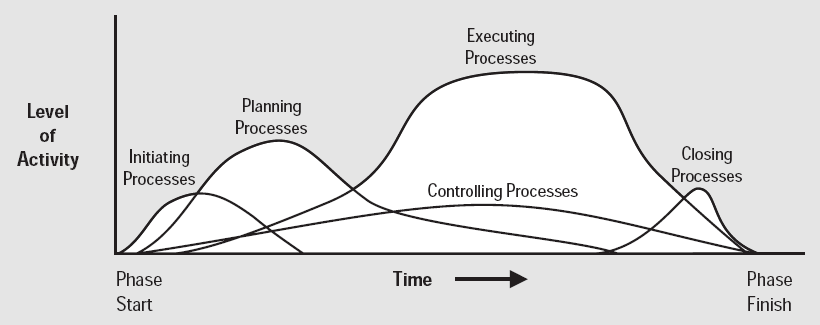 Executing
Processes
Level
of
Activity
Planning
Processes
Initiating
Processes
Closing
Processes
Controlling Processes
Phase
Start
Time
Phase
Finish